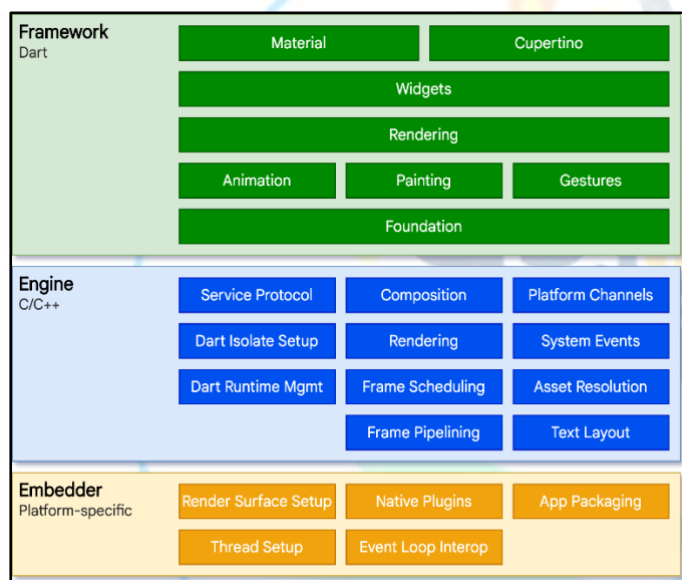 Framework
Dart
Material
Cupertino
Widgets
Rendering
Animation
Painting
Gestures
Foundation
Engine
C/C++
Service Protocol
Composition
Platform Channels
Dart Isolate Setup
Rendering
System Events
Dart Runtime Mgmt
Frame Scheduling
Asset Resolution
Frame Pipelining
Text Layout
Embedder
Platform-specific
Render Surface Setup
Native Plugins
App Packaging
Thread Setup
Event Loop Interop